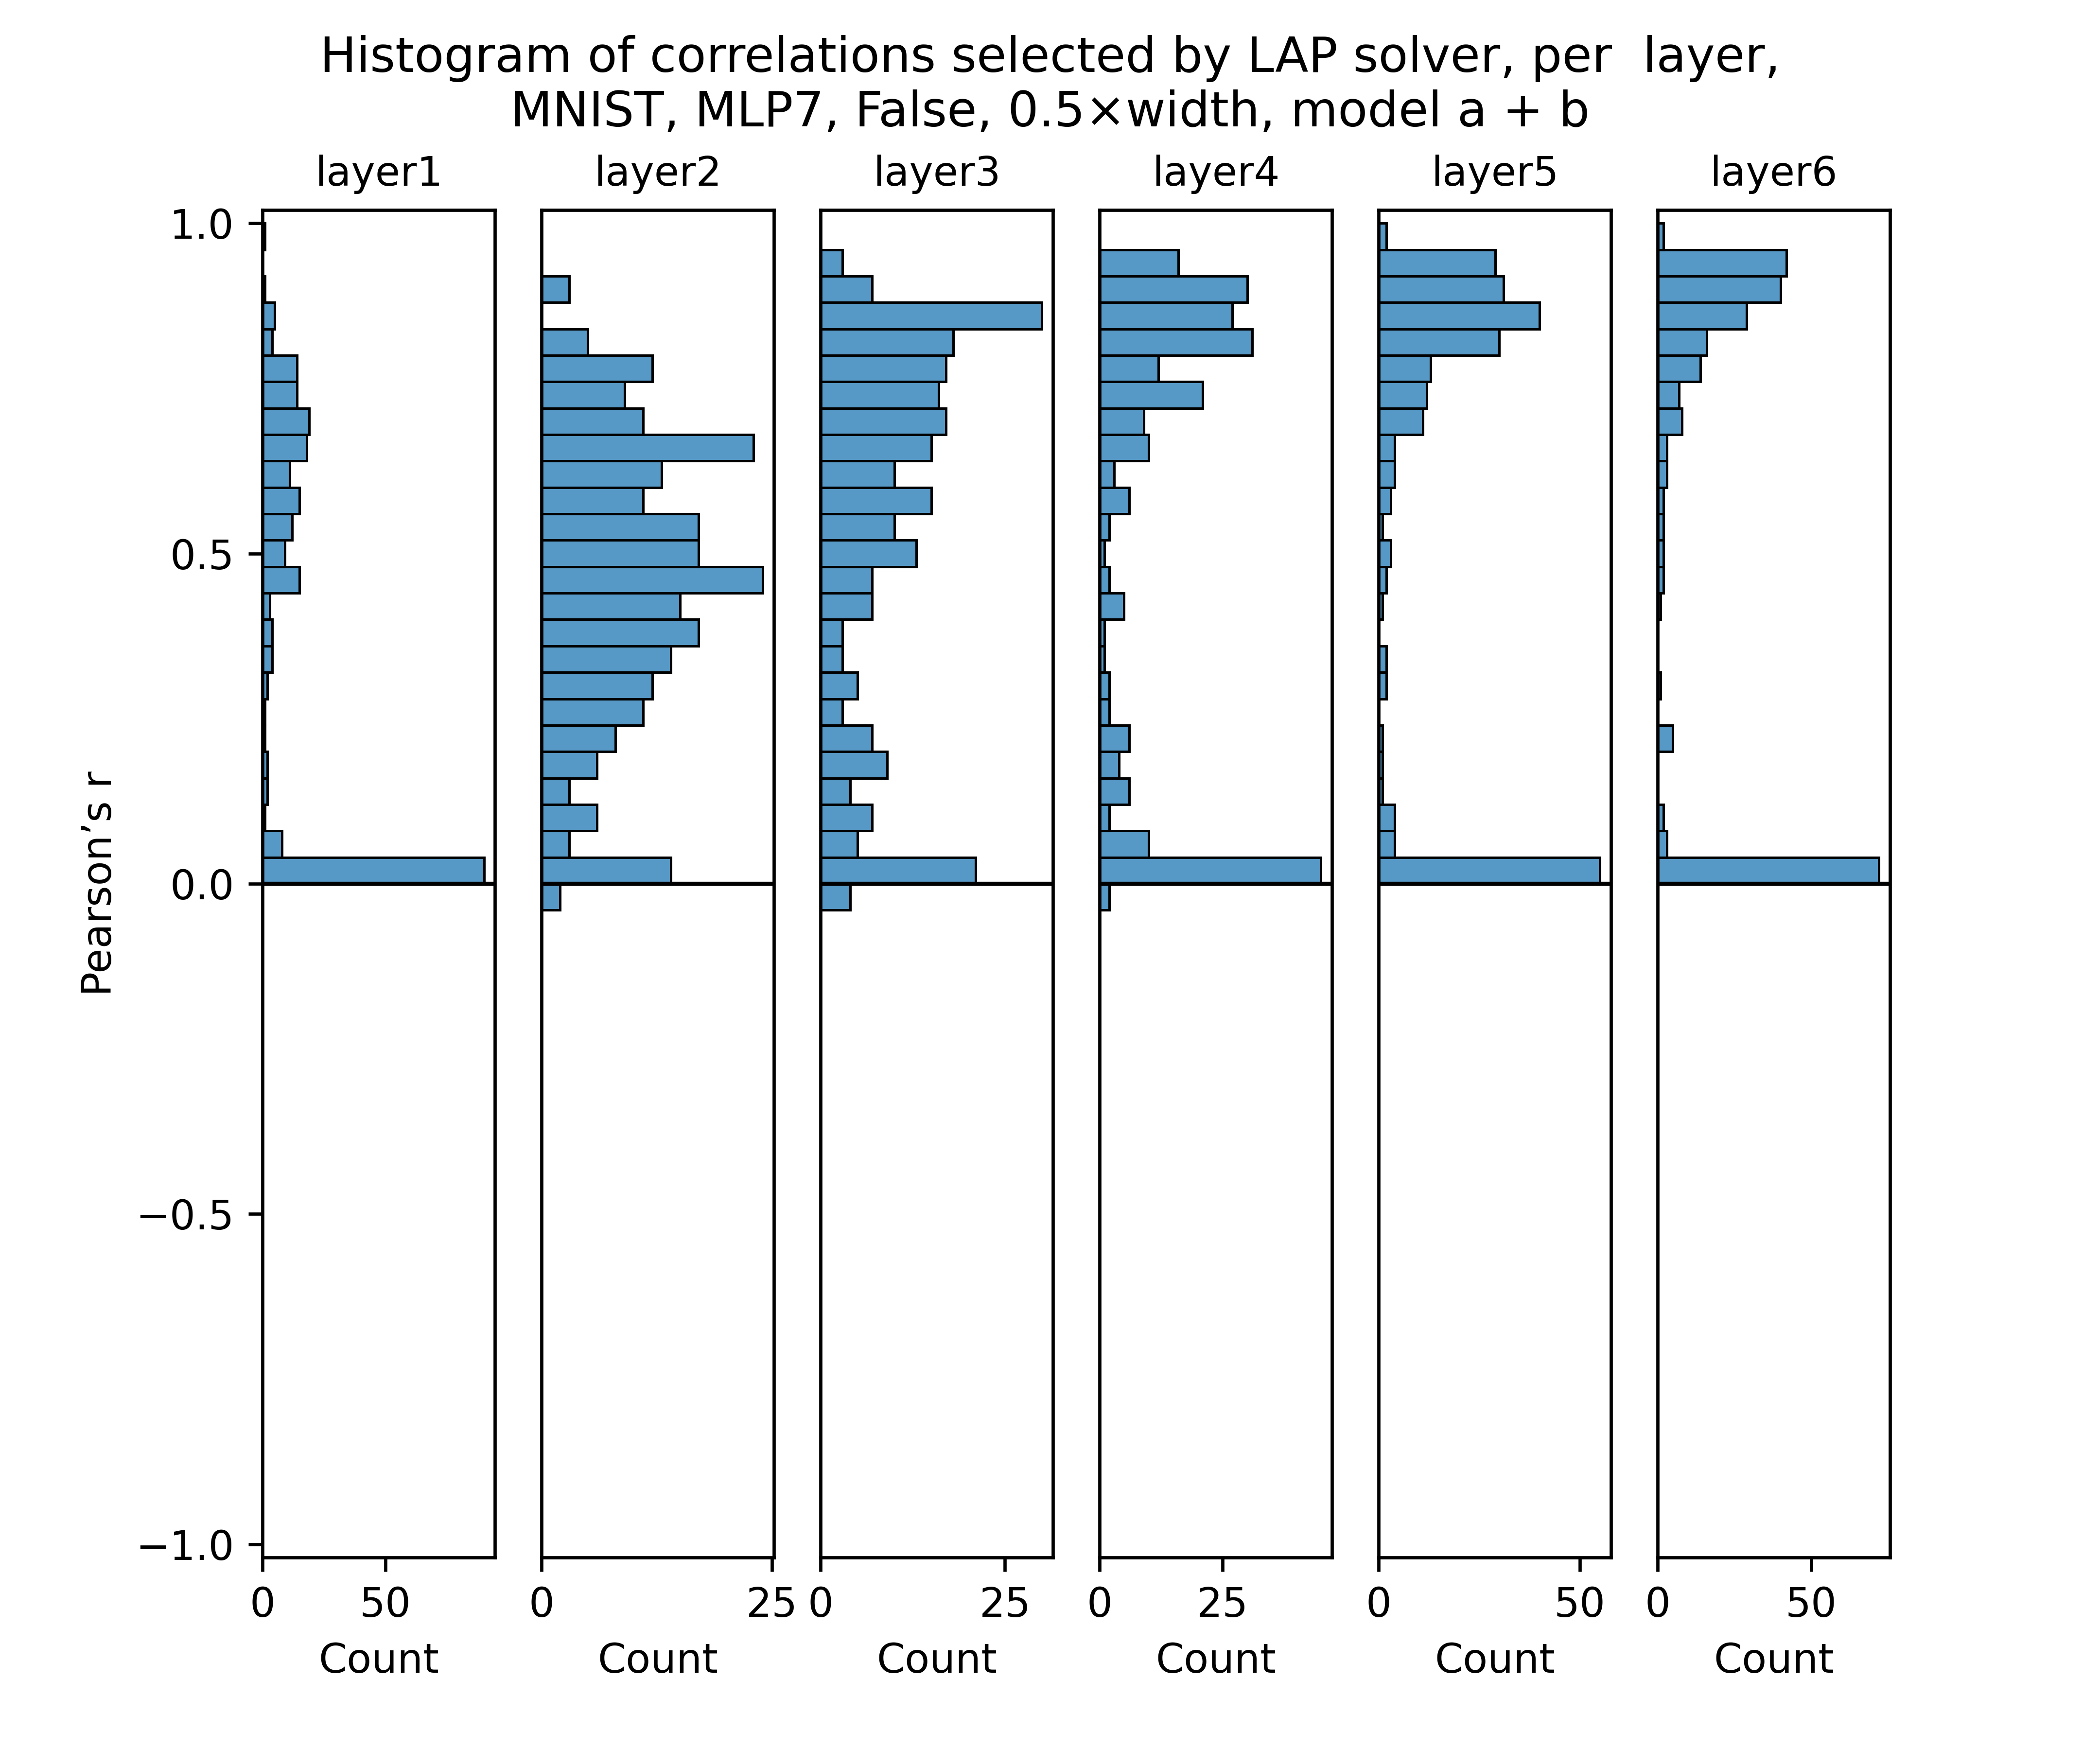 Histogram of correlations selected by LAP solver, per  layer,
MNIST, MLP7, False, 0.5×width, model a + b
layer1 layer2 layer3 layer4 layer5 layer6
1.0
0.5
0.0
−0.5
−1.0
Pearson’s r
0 50 0 25 0 25 0 25 0 50 0 50
Count Count Count Count Count Count